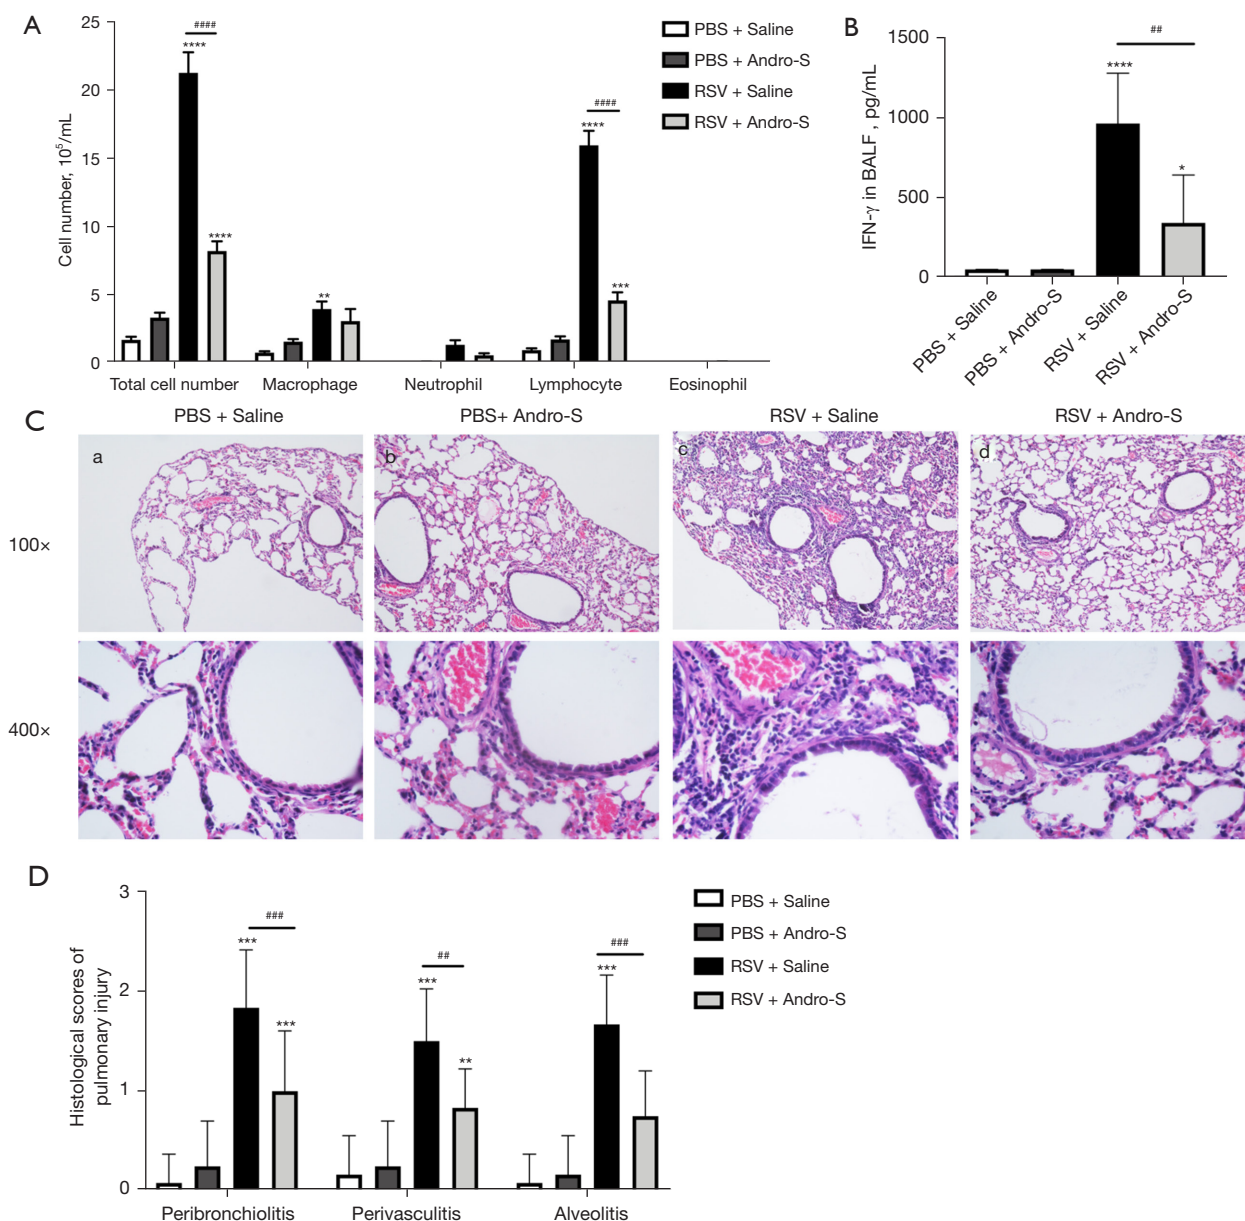 A
Cell number, 10⁵/mL
25
20
15
10
5
0
####
****
****
**
####
****
***
Total cell number
Macrophage
Neutrophil
Lymphocyte
Eosinophil
PBS + Saline
PBS + Andro-S
RSV + Saline
RSV + Andro-S
B
IFN-γ in BALF , pg/mL
1500
1000
500
0
##
****
*
PBS + Saline
PBS + Andro-S
RSV + Saline
RSV + Andro-S
C
PBS + Saline
PBS+ Andro-S
RSV + Saline
RSV + Andro-S
a
b
c
d
100×
400×
D
Histological scores of
pulmonary injury
3
2
1
0
###
***
***
##
***
**
###
***
Peribronchiolitis
Perivasculitis
Alveolitis
PBS + Saline
PBS + Andro-S
RSV + Saline
RSV + Andro-S